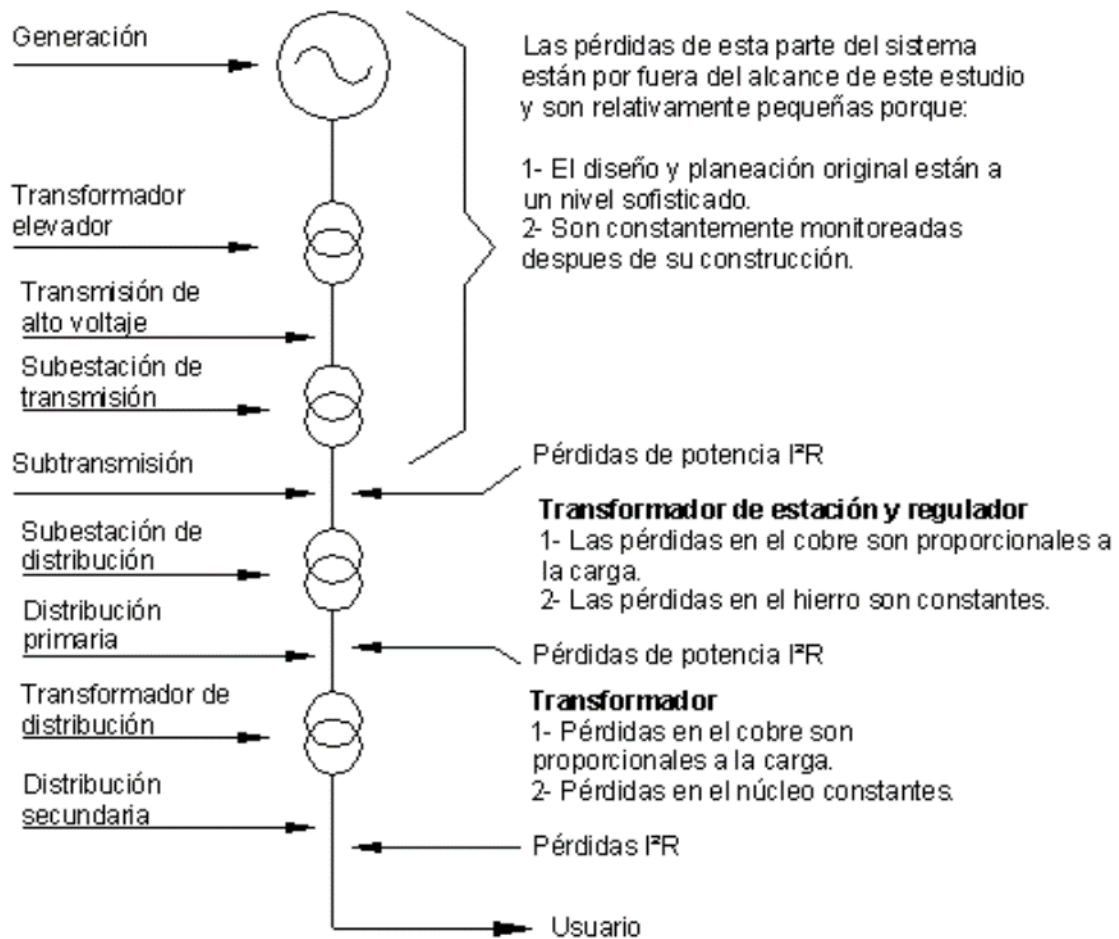 Generación
Las pérdidas de esta parte del sistema
están por fuera del alcance de este estudio
y son relativamente pequeñas porque:
1- El diseño y planeación original están a
un nivel sofisticado.
2- Son constantemente monitoreadas
despues de su construcción.
Transformador
elevador
Transmisión de
alto voltaje
Subestación de
transmisión
Subtransmisión
Pérdidas de potencia I²R
Transformador de estación y regulador
1- Las pérdidas en el cobre son proporcionales a
la carga.
2- Las pérdidas en el hierro son constantes.
Subestación de
distribución
Distribución
primaria
Pérdidas de potencia I²R
Transformador
1- Pérdidas en el cobre son
proporcionales a la carga.
2- Pérdidas en el núcleo constantes.
Transformador de
distribución
Distribución
secundaria
Pérdidas I²R
Usuario